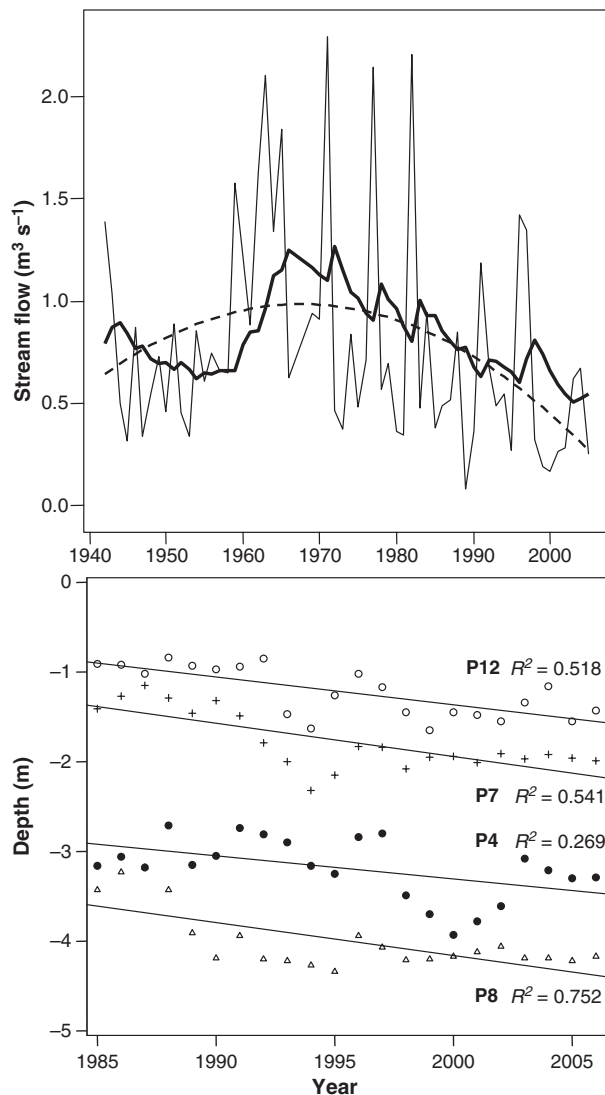 Stream flow (m³ s⁻¹)
2.0
1.5
1.0
0.5
0.0
1940 1950 1960 1970 1980 1990 2000
Depth (m)
0
−1
−2
−3
−4
−5
P12 R² = 0.518
P7 R² = 0.541
P4 R² = 0.269
P8 R² = 0.752
1985 1990 1995 2000 2005
Year